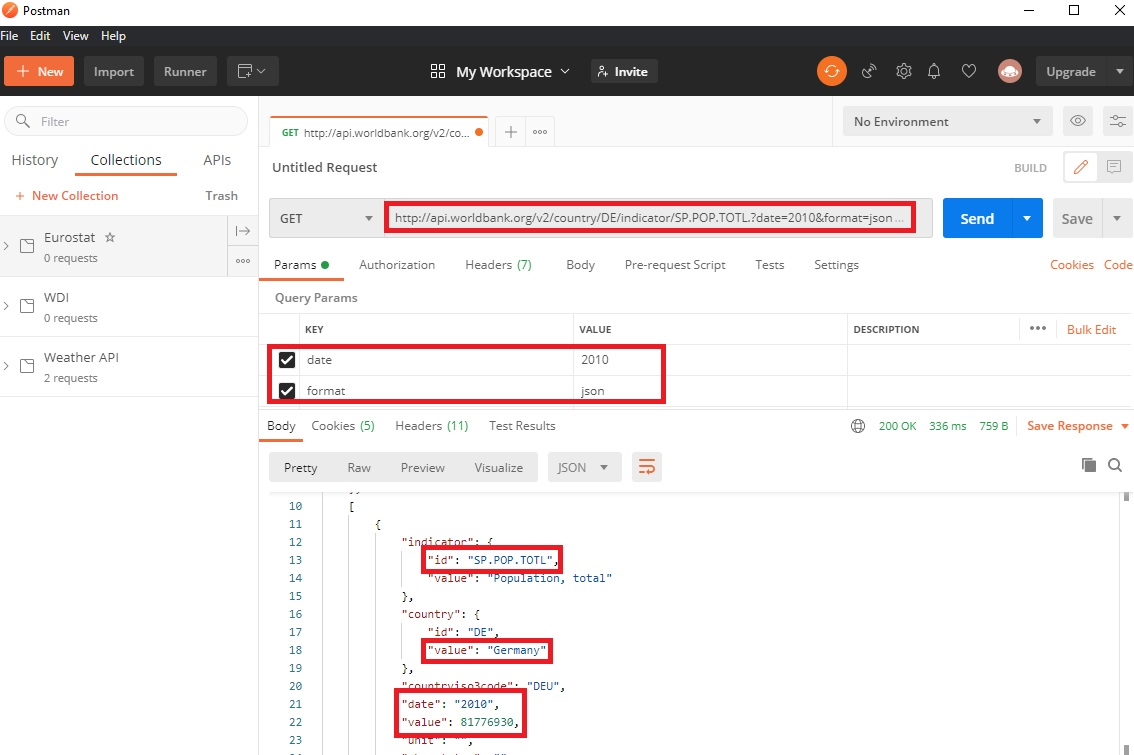 Postman
File Edit View Help
New Import Runner My Workspace Invite Upgrade
Filter
History Collections APIs
+ New Collection Trash
Eurostat
0 requests
WDI
0 requests
Weather API
2 requests
GET http://api.worldbank.org/v2/co... No Environment
Untitled Request BUILD
GET http://api.worldbank.org/v2/country/DE/indicator/SP.POP.TOTL.?date=2010&format=json ... Send Save
Params Authorization Headers (7) Body Pre-request Script Tests Settings Cookies Code
Query Params
KEY VALUE DESCRIPTION Bulk Edit
date 2010
format json
Body Cookies (5) Headers (11) Test Results 200 OK 336 ms 759 B Save Response
Pretty Raw Preview Visualize JSON
10 [
11 {
12 "indicator": {
13 "id": "SP.POP.TOTL",
14 "value": "Population, total"
15 },
16 "country": {
17 "id": "DE",
18 "value": "Germany"
19 },
20 "countryiso3code": "DEU",
21 "date": "2010",
22 "value": 81776930,
23 "unit": "",